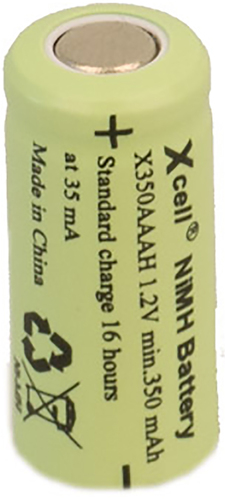 Xcell® NiMH Battery
X350AAAH 1.2V min.350 mAh
+ Standard charge 16 hours -
at 35 mA
Made in China